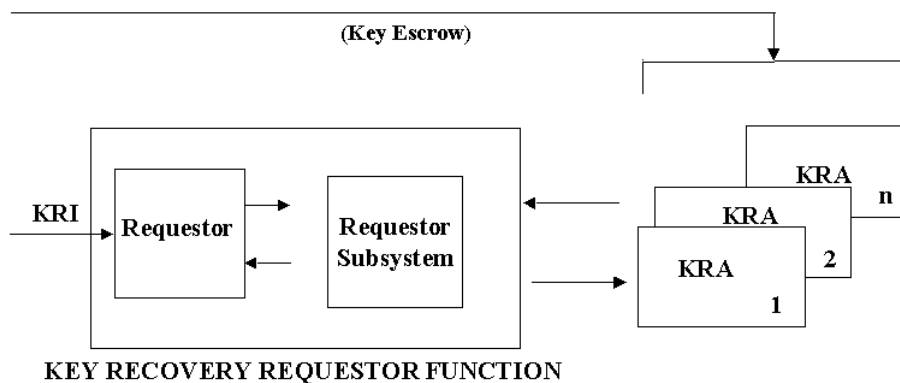 (Key Escrow)
KRI
Requestor
Requestor
Subsystem
KRA
n
KRA
2
KRA
1
KEY RECOVERY REQUESTOR FUNCTION